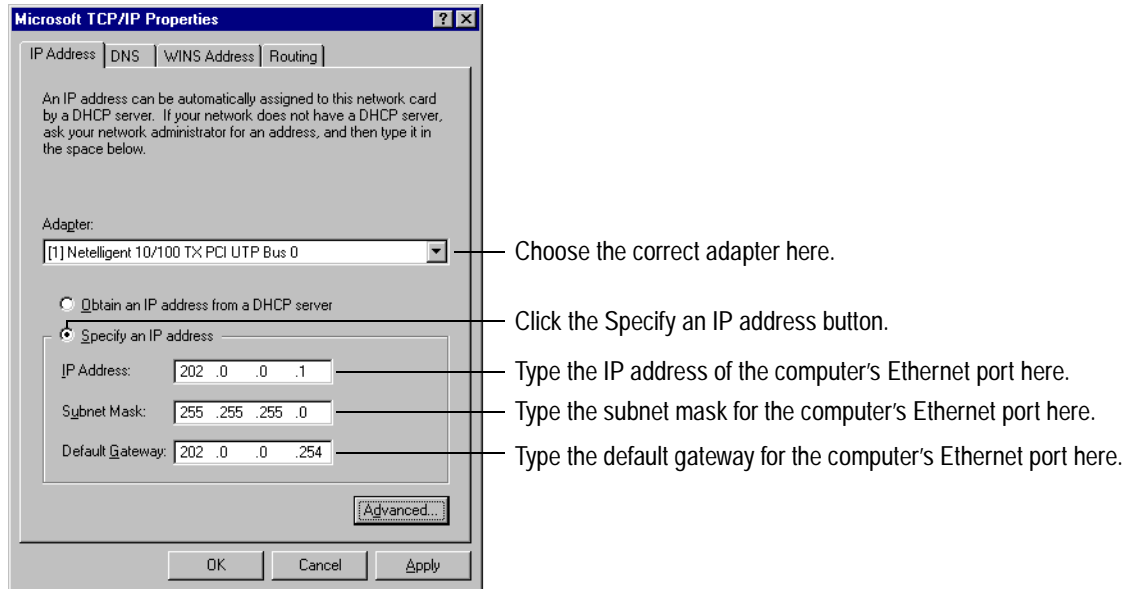 Microsoft TCP/IP Properties
IP Address DNS WINS Address Routing
An IP address can be automatically assigned to this network card
by a DHCP server. If your network does not have a DHCP server,
ask your network administrator for an address, and then type it in
the space below.
Adapter:
[1] Netelligent 10/100 TX PCI UTP Bus 0
Choose the correct adapter here.
Obtain an IP address from a DHCP server
Specify an IP address
Click the Specify an IP address button.
IP Address: 202 .0 .0 .1
Type the IP address of the computer’s Ethernet port here.
Subnet Mask: 255 .255 .255 .0
Type the subnet mask for the computer’s Ethernet port here.
Default Gateway: 202 .0 .0 .254
Type the default gateway for the computer’s Ethernet port here.
Advanced...
OK Cancel Apply